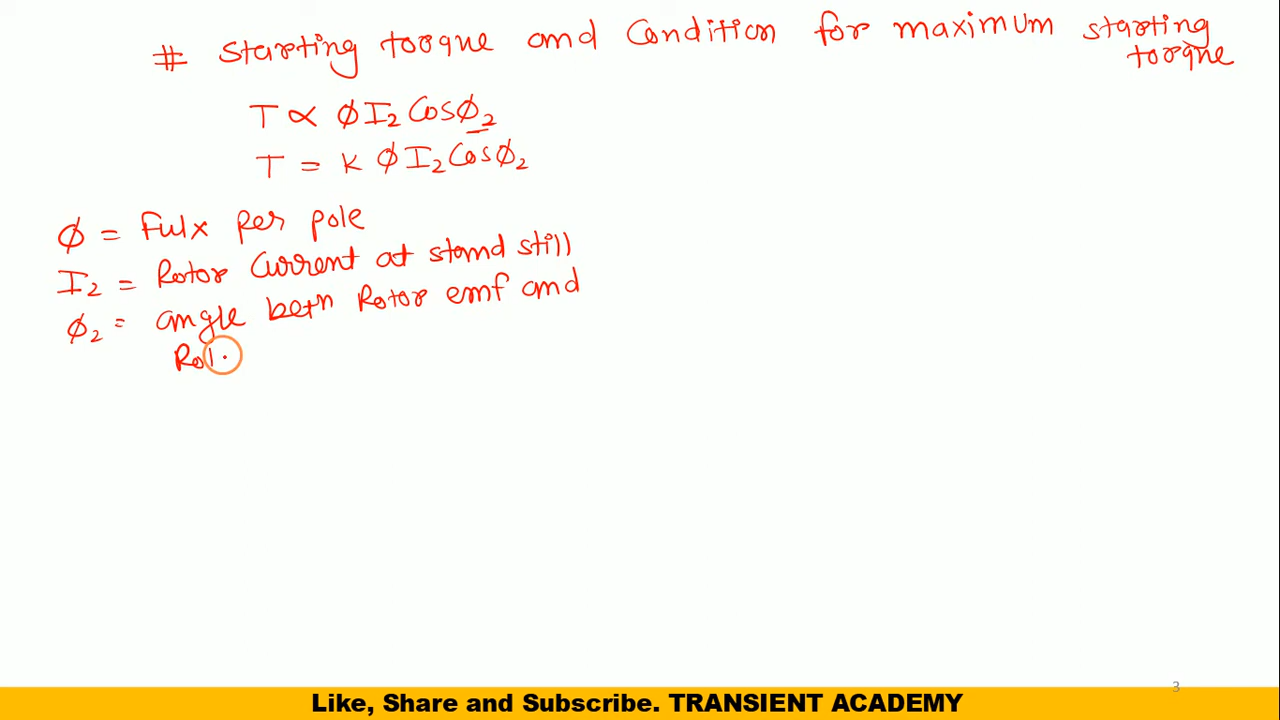 # Starting torque and Condition for maximum starting torque
T ∝ ϕ I₂ Cosϕ₂
T = K ϕ I₂ Cosϕ₂
ϕ = Fulx per pole
I₂ = Rotor Current at stand still
ϕ₂ = angle betn Rotor emf and
3
Like, Share and Subscribe. TRANSIENT ACADEMY